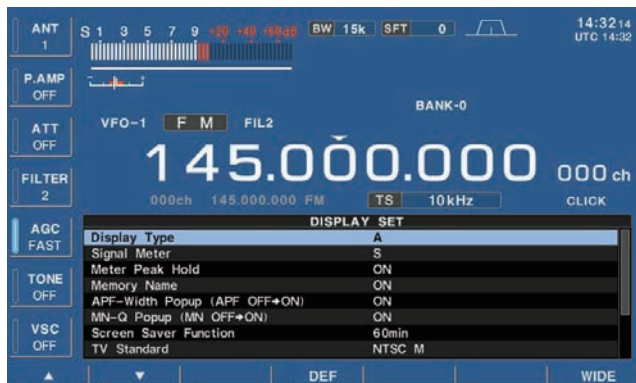 ANT
1
S 1 3 5 7 9 +20 +40 +60dB
BW 15k SFT 0
14:32 14
UTC 14:32
P.AMP
OFF
BANK-0
VFO-1 FM FIL2
ATT
OFF
145.000.000 000 ch
FILTER
2
000ch 145.000.000 FM TS 10kHz CLICK
AGC
FAST
DISPLAY SET
Display Type A
Signal Meter S
Meter Peak Hold ON
TONE
OFF
Memory Name ON
APF-Width Popup (APF OFF→ON) ON
MN-Q Popup (MN OFF→ON) ON
VSC
OFF
Screen Saver Function 60min
TV Standard NTSC M
▲ ▼ DEF WIDE